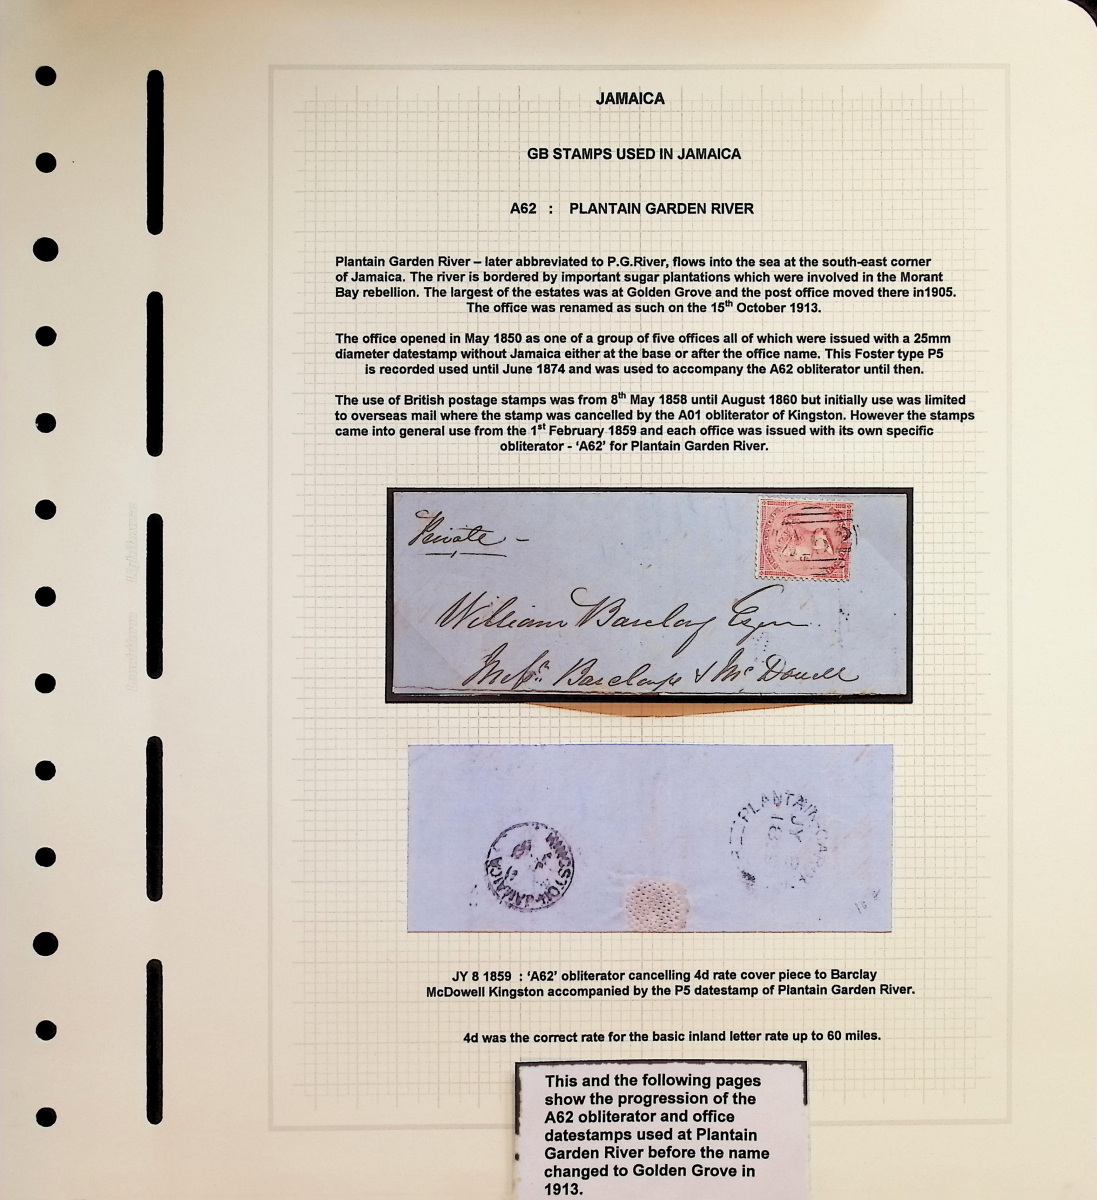 JAMAICA
GB STAMPS USED IN JAMAICA
A62 : PLANTAIN GARDEN RIVER
Plantain Garden River – later abbreviated to P.G.River, flows into the sea at the south-east corner
of Jamaica. The river is bordered by important sugar plantations which were involved in the Morant
Bay rebellion. The largest of the estates was at Golden Grove and the post office moved there in1905.
The office was renamed as such on the 15th October 1913.
The office opened in May 1850 as one of a group of five offices all of which were issued with a 25mm
diameter datestamp without Jamaica either at the base or after the office name. This Foster type P5
is recorded used until June 1874 and was used to accompany the A62 obliterator until then.
The use of British postage stamps was from 8th May 1858 until August 1860 but initially use was limited
to overseas mail where the stamp was cancelled by the A01 obliterator of Kingston. However the stamps
came into general use from the 1st February 1859 and each office was issued with its own specific
obliterator - ‘A62’ for Plantain Garden River.
Private -
William Barclay Esqr
Messrs. Barclays & McDowell
PLANTAIN-GAR
JY
KINGSTON-JAMAICA
JY 8 1859 : ‘A62’ obliterator cancelling 4d rate cover piece to Barclay
McDowell Kingston accompanied by the P5 datestamp of Plantain Garden River.
4d was the correct rate for the basic inland letter rate up to 60 miles.
This and the following pages
show the progression of the
A62 obliterator and office
datestamps used at Plantain
Garden River before the name
changed to Golden Grove in
1913.